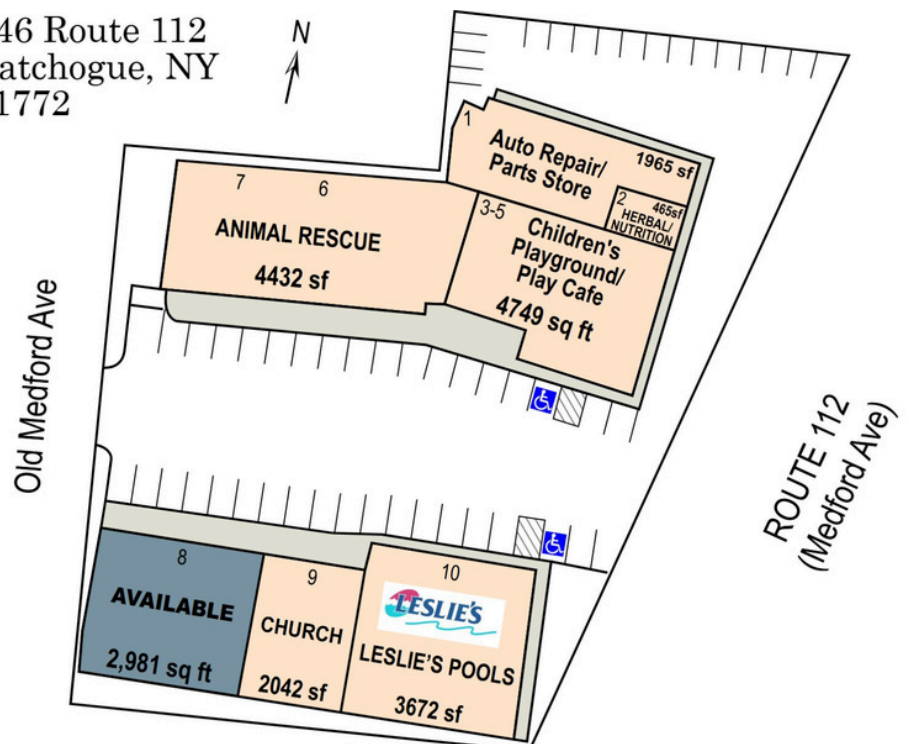 46 Route 112
atchogue, NY
1772
N
1
Auto Repair/
Parts Store
1965 sf
2
465sf
HERBAL/
NUTRITION
7
6
ANIMAL RESCUE
4432 sf
3-5
Children's
Playground/
Play Cafe
4749 sq ft
Old Medford Ave
ROUTE 112
(Medford Ave)
8
AVAILABLE
2,981 sq ft
9
CHURCH
2042 sf
10
LESLIE'S
LESLIE'S POOLS
3672 sf